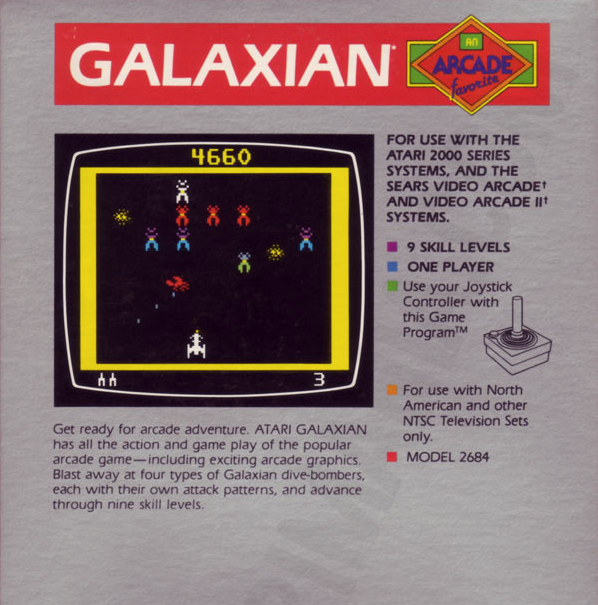 GALAXIAN®
AN
ARCADE
favorite
4660
3
FOR USE WITH THE
ATARI 2000 SERIES
SYSTEMS, AND THE
SEARS VIDEO ARCADE†
AND VIDEO ARCADE II†
SYSTEMS.
9 SKILL LEVELS
ONE PLAYER
Use your Joystick
Controller with
this Game
Program™
For use with North
American and other
NTSC Television Sets
only.
MODEL 2684
Get ready for arcade adventure. ATARI GALAXIAN
has all the action and game play of the popular
arcade game—including exciting arcade graphics.
Blast away at four types of Galaxian dive-bombers,
each with their own attack patterns, and advance
through nine skill levels.